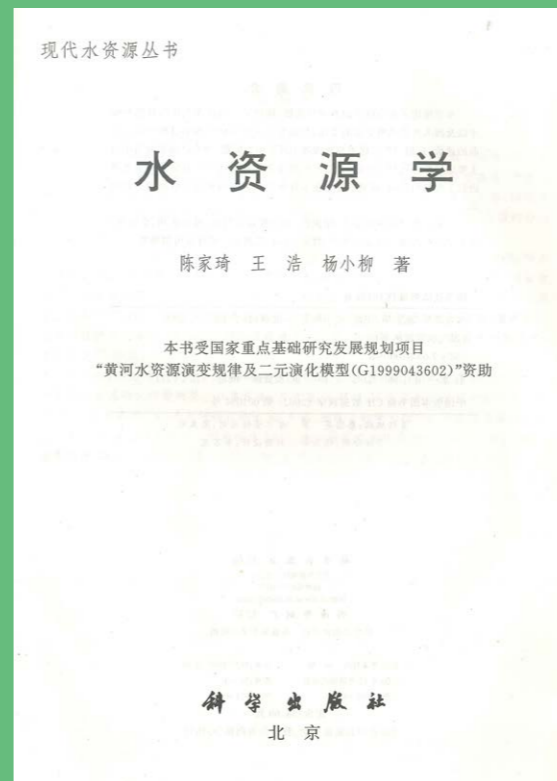 现代水资源丛书
水资源学
陈家琦 王浩 杨小柳 著
本书受国家重点基础研究发展规划项目
“黄河水资源演变规律及二元演化模型(G1999043602)”资助
科学出版社
北京